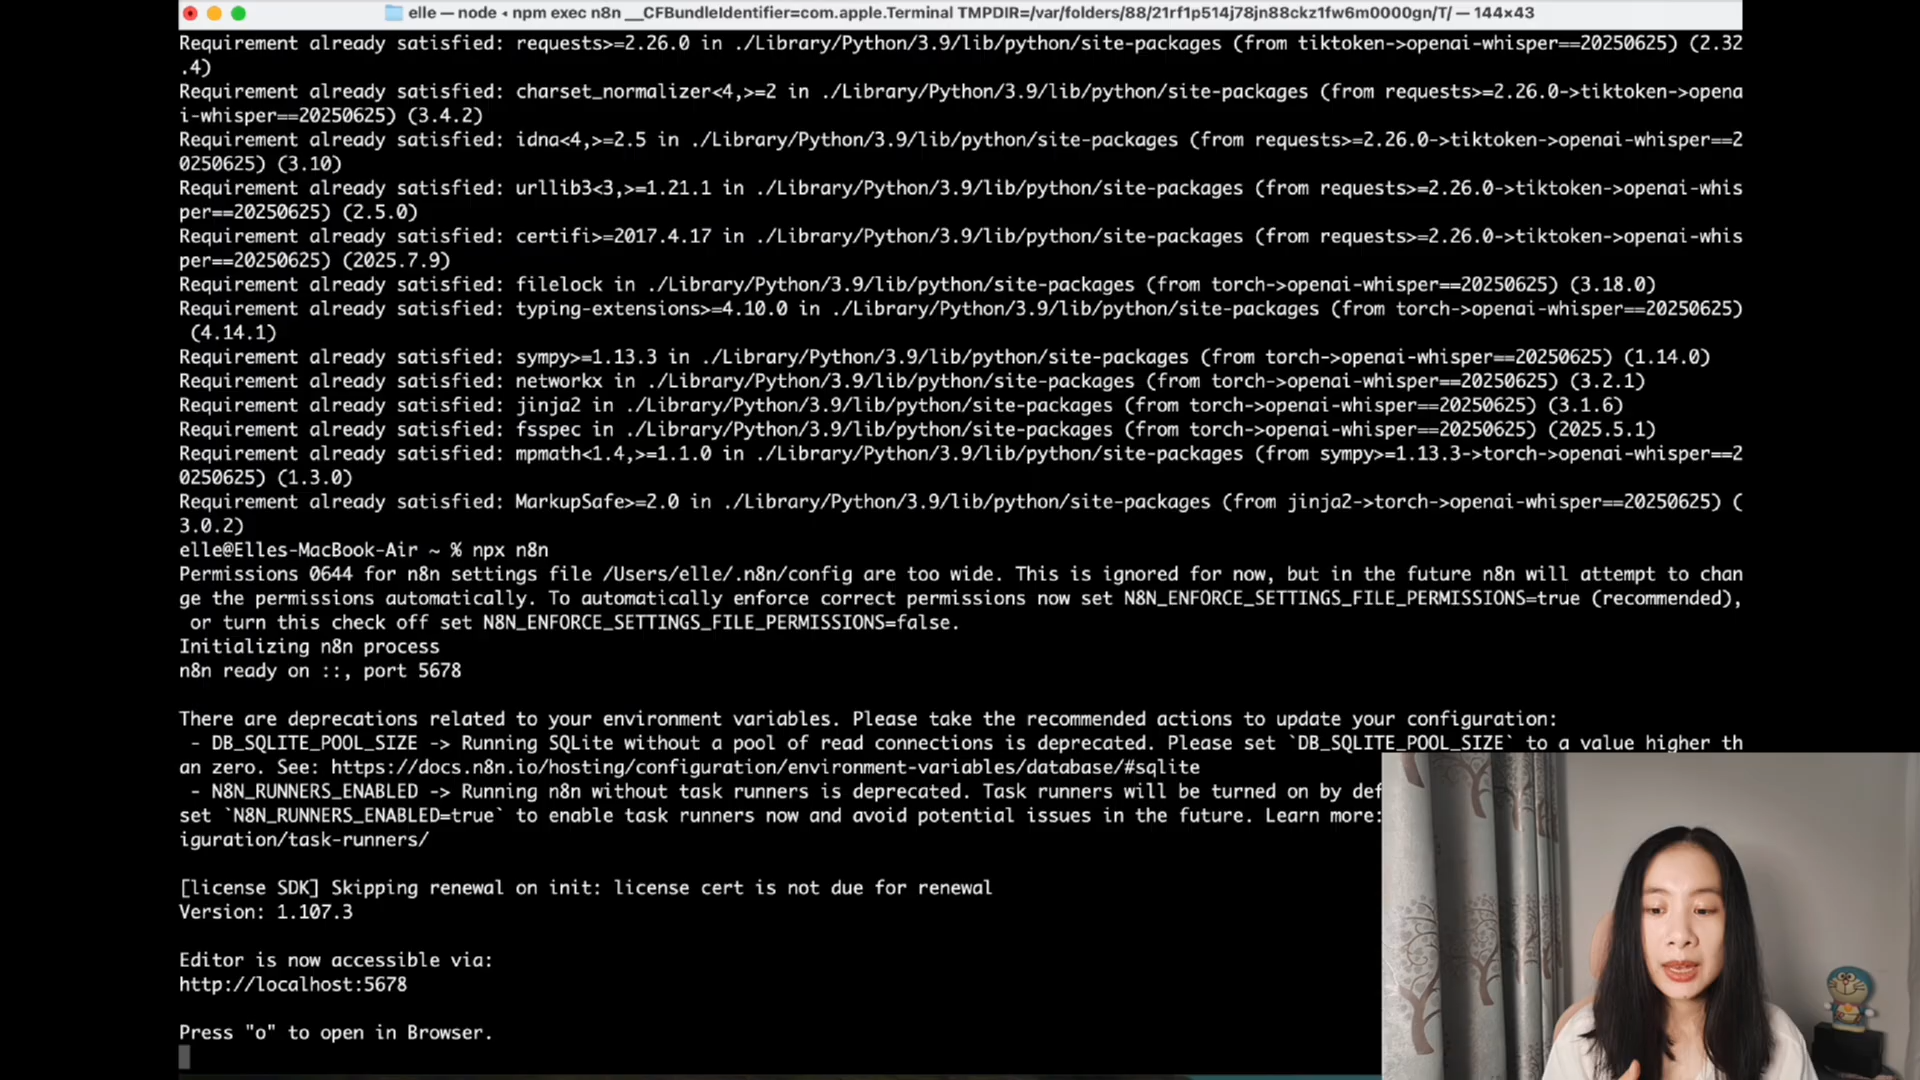 elle — node ◂ npm exec n8n __CFBundleIdentifier=com.apple.Terminal TMPDIR=/var/folders/88/21rf1p514j78jn88ckz1fw6m0000gn/T/ — 144×43
Requirement already satisfied: requests>=2.26.0 in ./Library/Python/3.9/lib/python/site-packages (from tiktoken->openai-whisper==20250625) (2.32
.4)
Requirement already satisfied: charset_normalizer<4,>=2 in ./Library/Python/3.9/lib/python/site-packages (from requests>=2.26.0->tiktoken->opena
i-whisper==20250625) (3.4.2)
Requirement already satisfied: idna<4,>=2.5 in ./Library/Python/3.9/lib/python/site-packages (from requests>=2.26.0->tiktoken->openai-whisper==2
0250625) (3.10)
Requirement already satisfied: urllib3<3,>=1.21.1 in ./Library/Python/3.9/lib/python/site-packages (from requests>=2.26.0->tiktoken->openai-whis
per==20250625) (2.5.0)
Requirement already satisfied: certifi>=2017.4.17 in ./Library/Python/3.9/lib/python/site-packages (from requests>=2.26.0->tiktoken->openai-whis
per==20250625) (2025.7.9)
Requirement already satisfied: filelock in ./Library/Python/3.9/lib/python/site-packages (from torch->openai-whisper==20250625) (3.18.0)
Requirement already satisfied: typing-extensions>=4.10.0 in ./Library/Python/3.9/lib/python/site-packages (from torch->openai-whisper==20250625)
 (4.14.1)
Requirement already satisfied: sympy>=1.13.3 in ./Library/Python/3.9/lib/python/site-packages (from torch->openai-whisper==20250625) (1.14.0)
Requirement already satisfied: networkx in ./Library/Python/3.9/lib/python/site-packages (from torch->openai-whisper==20250625) (3.2.1)
Requirement already satisfied: jinja2 in ./Library/Python/3.9/lib/python/site-packages (from torch->openai-whisper==20250625) (3.1.6)
Requirement already satisfied: fsspec in ./Library/Python/3.9/lib/python/site-packages (from torch->openai-whisper==20250625) (2025.5.1)
Requirement already satisfied: mpmath<1.4,>=1.1.0 in ./Library/Python/3.9/lib/python/site-packages (from sympy>=1.13.3->torch->openai-whisper==2
0250625) (1.3.0)
Requirement already satisfied: MarkupSafe>=2.0 in ./Library/Python/3.9/lib/python/site-packages (from jinja2->torch->openai-whisper==20250625) (
3.0.2)
elle@Elles-MacBook-Air ~ % npx n8n
Permissions 0644 for n8n settings file /Users/elle/.n8n/config are too wide. This is ignored for now, but in the future n8n will attempt to chan
ge the permissions automatically. To automatically enforce correct permissions now set N8N_ENFORCE_SETTINGS_FILE_PERMISSIONS=true (recommended),
 or turn this check off set N8N_ENFORCE_SETTINGS_FILE_PERMISSIONS=false.
Initializing n8n process
n8n ready on ::, port 5678
There are deprecations related to your environment variables. Please take the recommended actions to update your configuration:
 - DB_SQLITE_POOL_SIZE -> Running SQLite without a pool of read connections is deprecated. Please set `DB_SQLITE_POOL_SIZE` to a value higher th
an zero. See: https://docs.n8n.io/hosting/configuration/environment-variables/database/#sqlite
 - N8N_RUNNERS_ENABLED -> Running n8n without task runners is deprecated. Task runners will be turned on by def
set `N8N_RUNNERS_ENABLED=true` to enable task runners now and avoid potential issues in the future. Learn more:
iguration/task-runners/
[license SDK] Skipping renewal on init: license cert is not due for renewal
Version: 1.107.3
Editor is now accessible via:
http://localhost:5678
Press "o" to open in Browser.